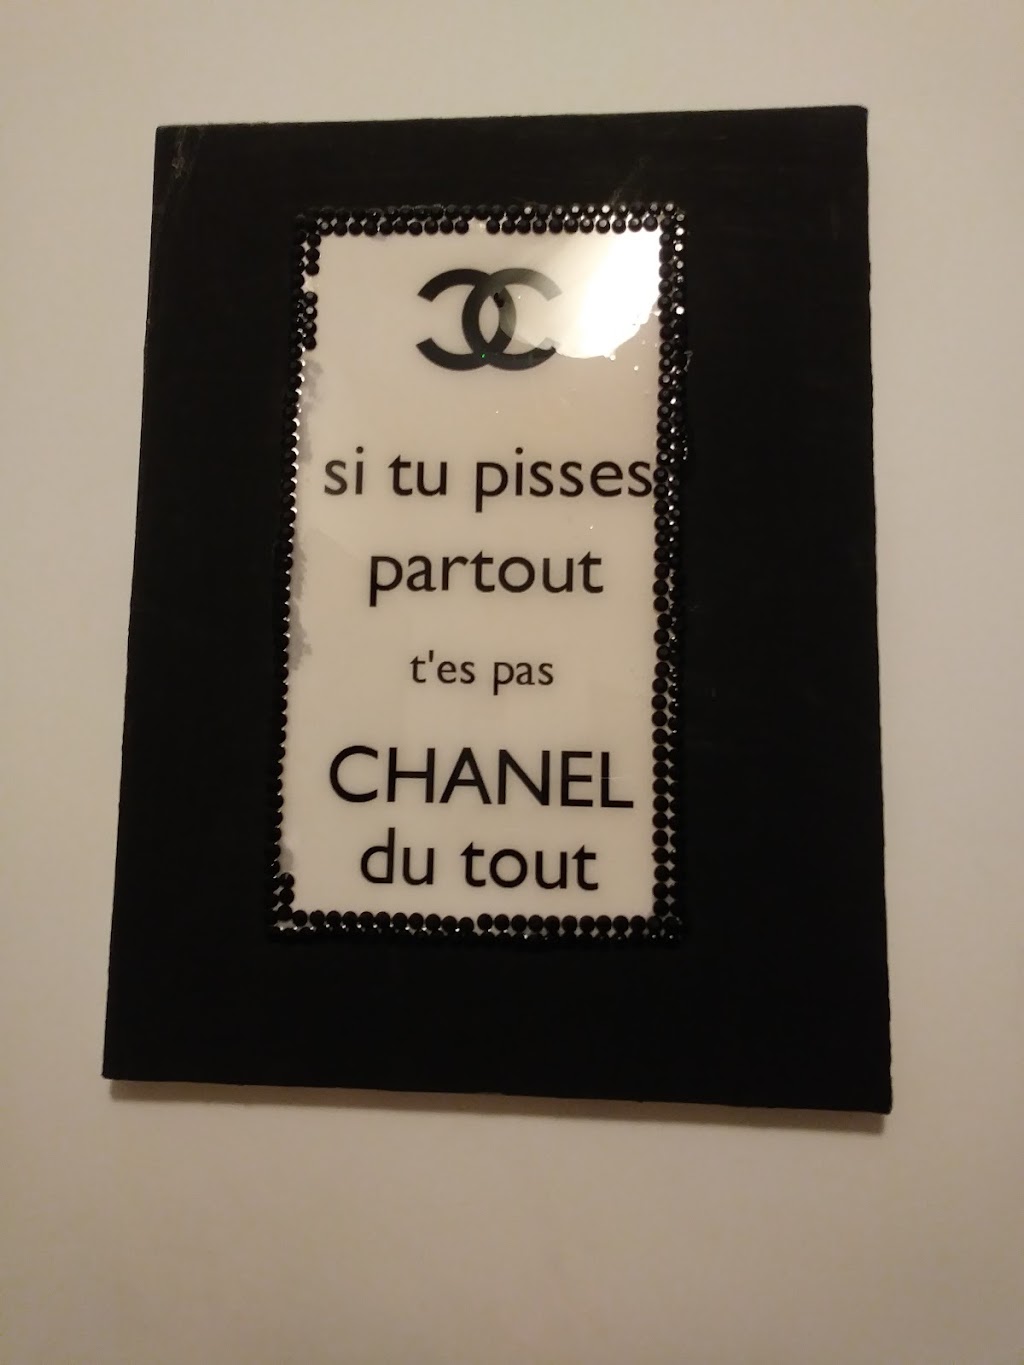 si tu pisses
partout
t'es pas
CHANEL
du tout